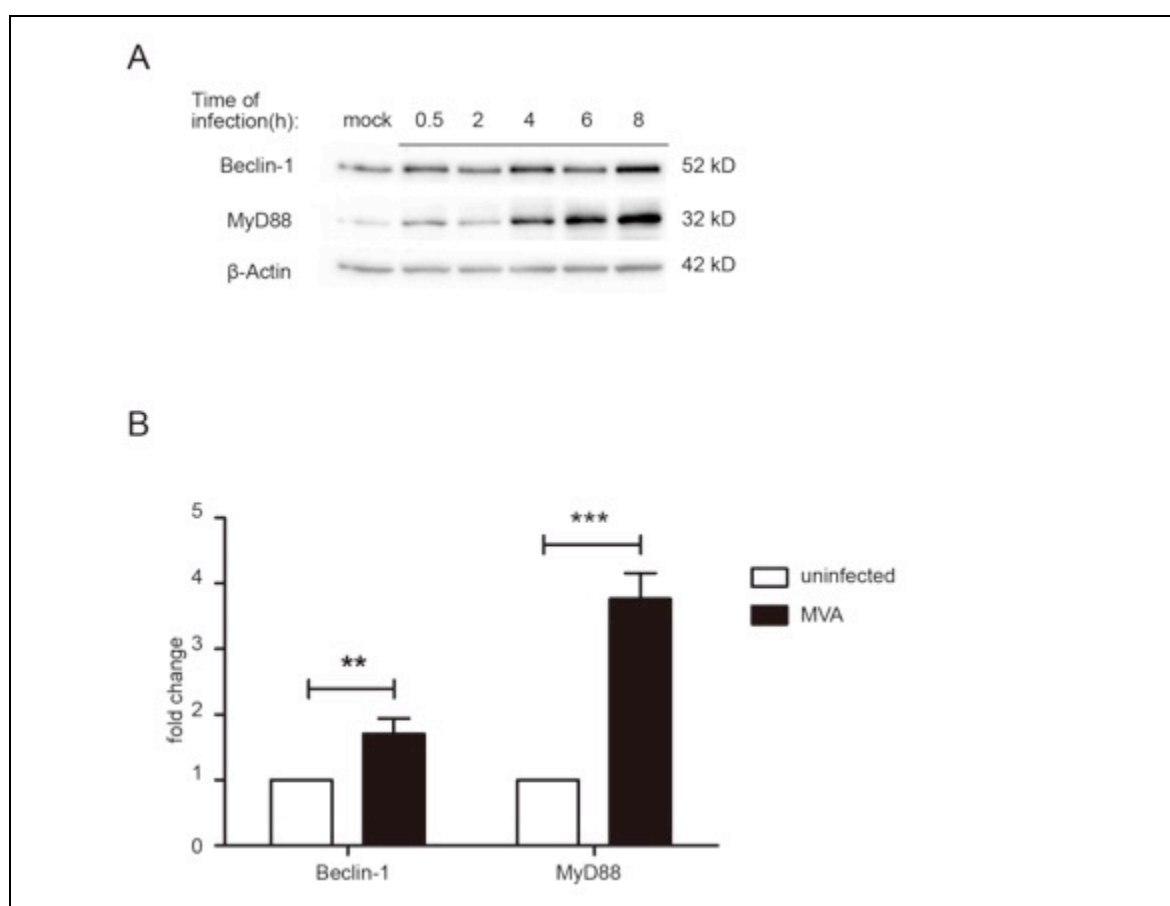 A
Time of
infection(h): mock 0.5 2 4 6 8
Beclin-1 52 kD
MyD88 32 kD
β-Actin 42 kD
B
5
4
3
2
1
0
fold change
**
***
Beclin-1 MyD88
uninfected
MVA